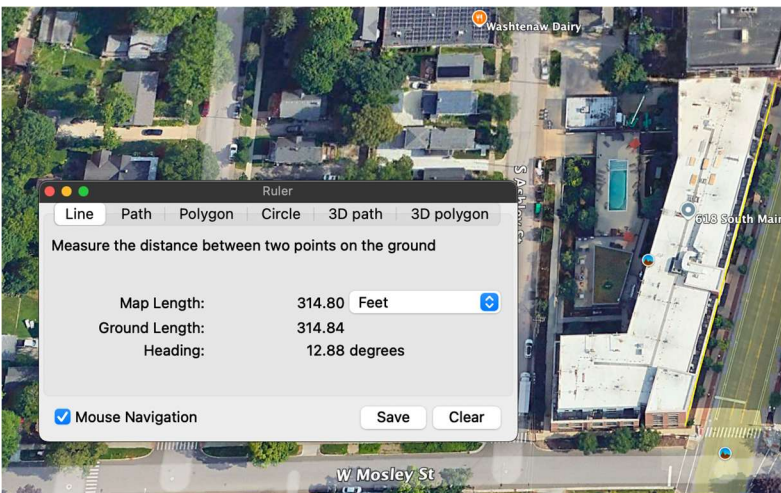 Washtenaw Dairy
Ruler
Line Path Polygon Circle 3D path 3D polygon
618 South Main
Measure the distance between two points on the ground
Map Length: 314.80 Feet
Ground Length: 314.84
Heading: 12.88 degrees
Mouse Navigation Save Clear
W Mosley St